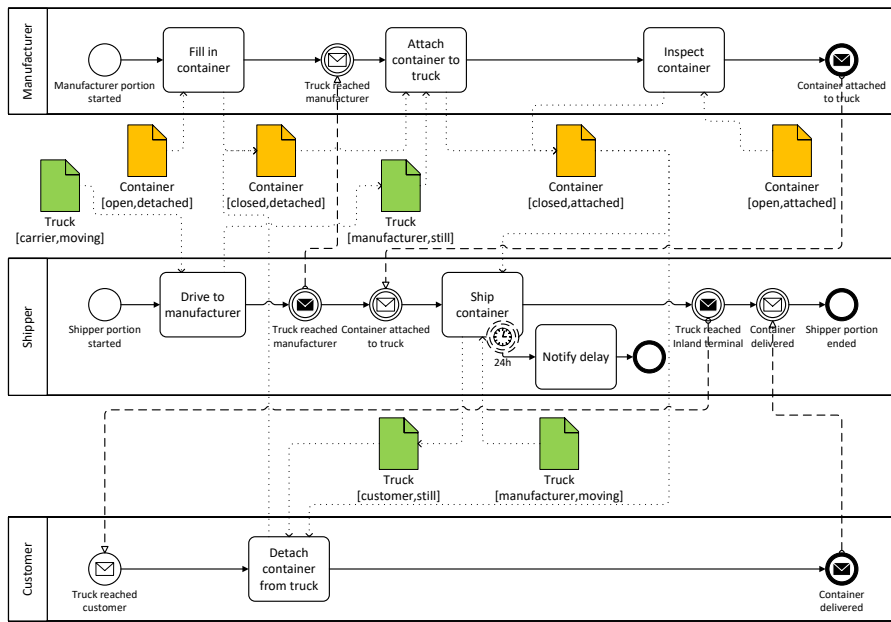 Manufacturer
Fill in
container
Attach
container to
truck
Inspect
container
Manufacturer portion
started
Truck reached
manufacturer
Container attached
to truck
Container
[open,detached]
Container
[closed,detached]
Container
[closed,attached]
Container
[open,attached]
Truck
[carrier,moving]
Truck
[manufacturer,still]
Shipper
Drive to
manufacturer
Ship
container
Shipper portion
started
Truck reached
manufacturer
Container attached
to truck
Truck reached
Inland terminal
Container
delivered
Shipper portion
ended
24h
Notify delay
Truck
[customer,still]
Truck
[manufacturer,moving]
Customer
Detach
container
from truck
Truck reached
customer
Container
delivered